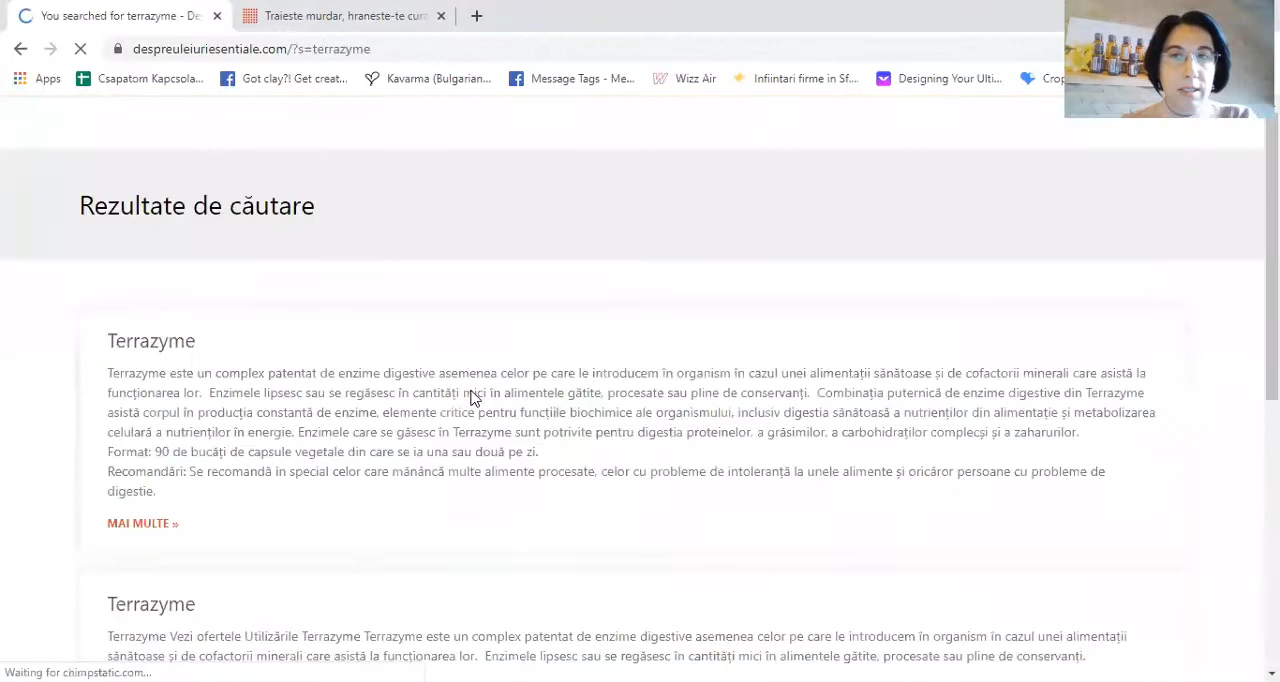 You searched for terrazyme. - De
Traieste murdar, hraneste-te cura
despreuleiuriesentiale.com/?s=terrazyme
Apps
Csapatom Kapcsola...
Got clay?! Get creat...
Kavarma (Bulgarian...
Message Tags - Me...
Wizz Air
Infiintari firme in Sf...
Designing Your Ulti...
Crop
Rezultate de căutare
Terrazyme
Terrazyme este un complex patentat de enzime digestive asemenea celor pe care le introducem în organism în cazul unei alimentații sănătoase și de cofactorii minerali care asistă la
funcționarea lor. Enzimele lipsesc sau se regăsesc în cantități mici în alimentele gătite, procesate sau pline de conservanți. Combinația puternică de enzime digestive din Terrazyme
asistă corpul în producția constantă de enzime, elemente critice pentru funcțiile biochimice ale organismului, inclusiv digestia sănătoasă a nutrienților din alimentație și metabolizarea
celulară a nutrienților în energie. Enzimele care se găsesc în Terrazyme sunt potrivite pentru digestia proteinelor, a grăsimilor, a carbohidraților complecși și a zaharurilor.
Format: 90 de bucăți de capsule vegetale din care se ia una sau două pe zi.
Recomandări: Se recomandă în special celor care mănâncă multe alimente procesate, celor cu probleme de intoleranță la unele alimente și oricăror persoane cu probleme de
digestie.
MAI MULTE »
Terrazyme
Terrazyme Vezi ofertele Utilizările Terrazyme Terrazyme este un complex patentat de enzime digestive asemenea celor pe care le introducem în organism în cazul unei alimentații
sănătoase și de cofactorii minerali care asistă la funcționarea lor. Enzimele lipsesc sau se regăsesc în cantități mici în alimentele gătite, procesate sau pline de conservanți.
Waiting for chimpstatic.com...